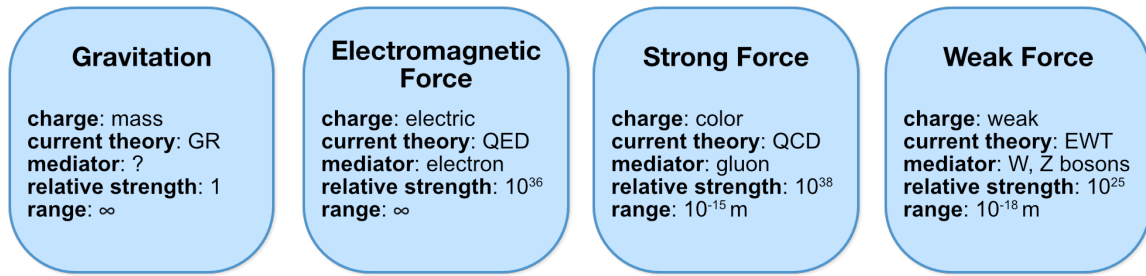 Gravitation
charge: mass
current theory: GR
mediator: ?
relative strength: 1
range: ∞
Electromagnetic
Force
charge: electric
current theory: QED
mediator: electron
relative strength: 10³⁶
range: ∞
Strong Force
charge: color
current theory: QCD
mediator: gluon
relative strength: 10³⁸
range: 10⁻¹⁵ m
Weak Force
charge: weak
current theory: EWT
mediator: W, Z bosons
relative strength: 10²⁵
range: 10⁻¹⁸ m